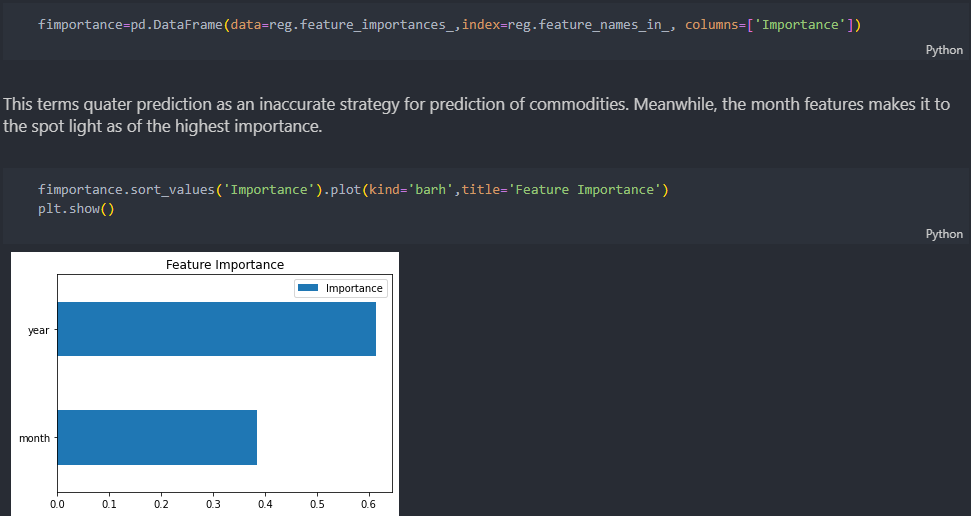 fimportance=pd.DataFrame(data=reg.feature_importances_,index=reg.feature_names_in_, columns=['Importance'])
Python
This terms quater prediction as an inaccurate strategy for prediction of commodities. Meanwhile, the month features makes it to
the spot light as of the highest importance.
fimportance.sort_values('Importance').plot(kind='barh',title='Feature Importance')
plt.show()
Python
Feature Importance
Importance
year
month
0.0 0.1 0.2 0.3 0.4 0.5 0.6